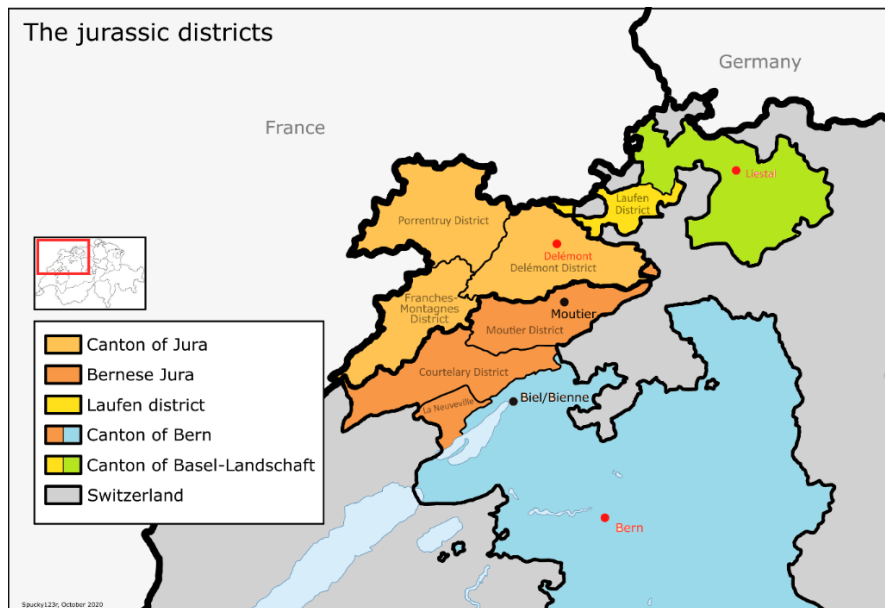 The jurassic districts
Germany
France
Liestal
Laufen
District
Porrentruy District
Delémont
Delémont District
Franches-
Montagnes
District
Moutier
Moutier District
Courtelary District
La Neuveville
Biel/Bienne
Canton of Jura
Bernese Jura
Laufen district
Canton of Bern
Canton of Basel-Landschaft
Switzerland
Bern
Spucky123r, October 2020